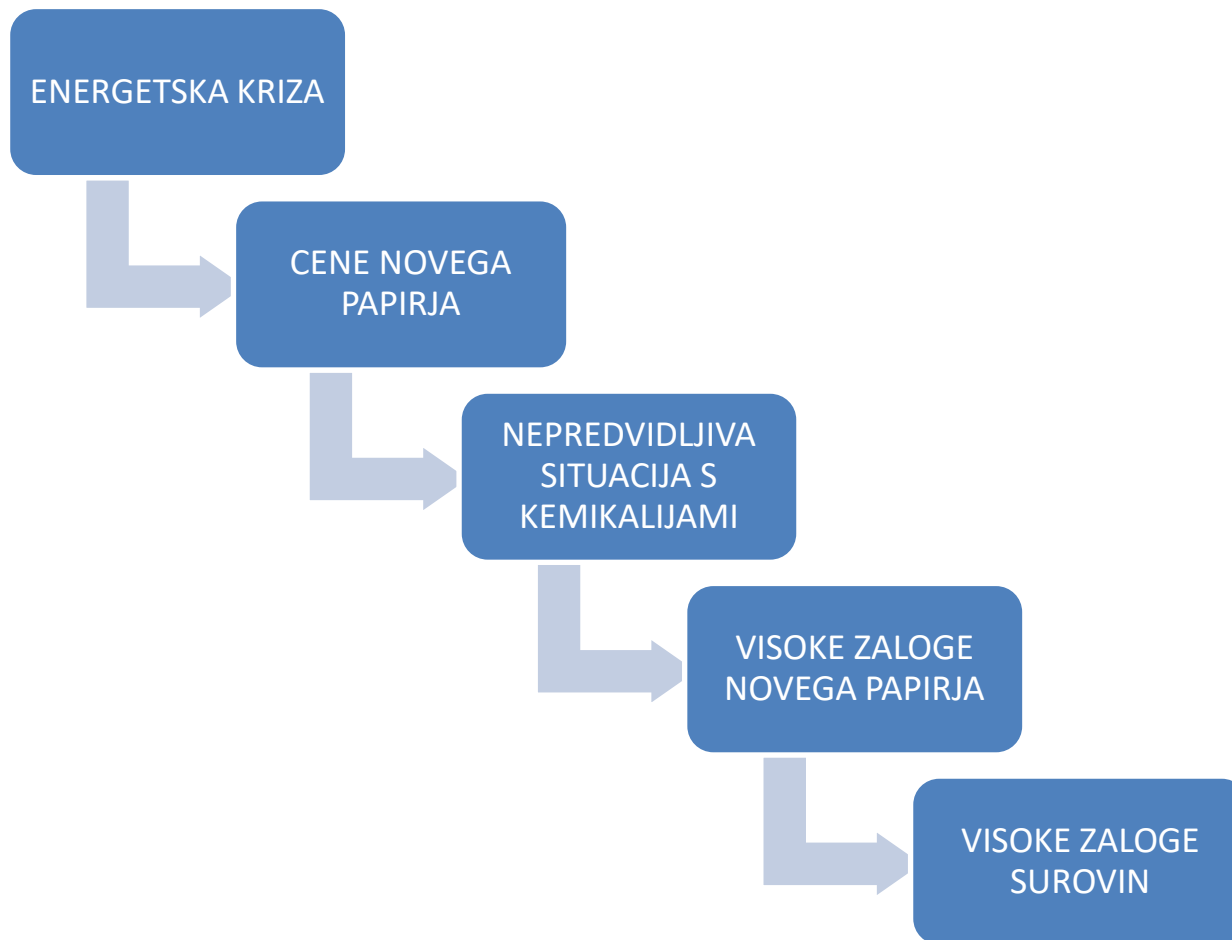 ENERGETSKA KRIZA
CENE NOVEGA
PAPIRJA
NEPREDVIDLJIVA
SITUACIJA S
KEMIKALIJAMI
VISOKE ZALOGE
NOVEGA PAPIRJA
VISOKE ZALOGE
SUROVIN